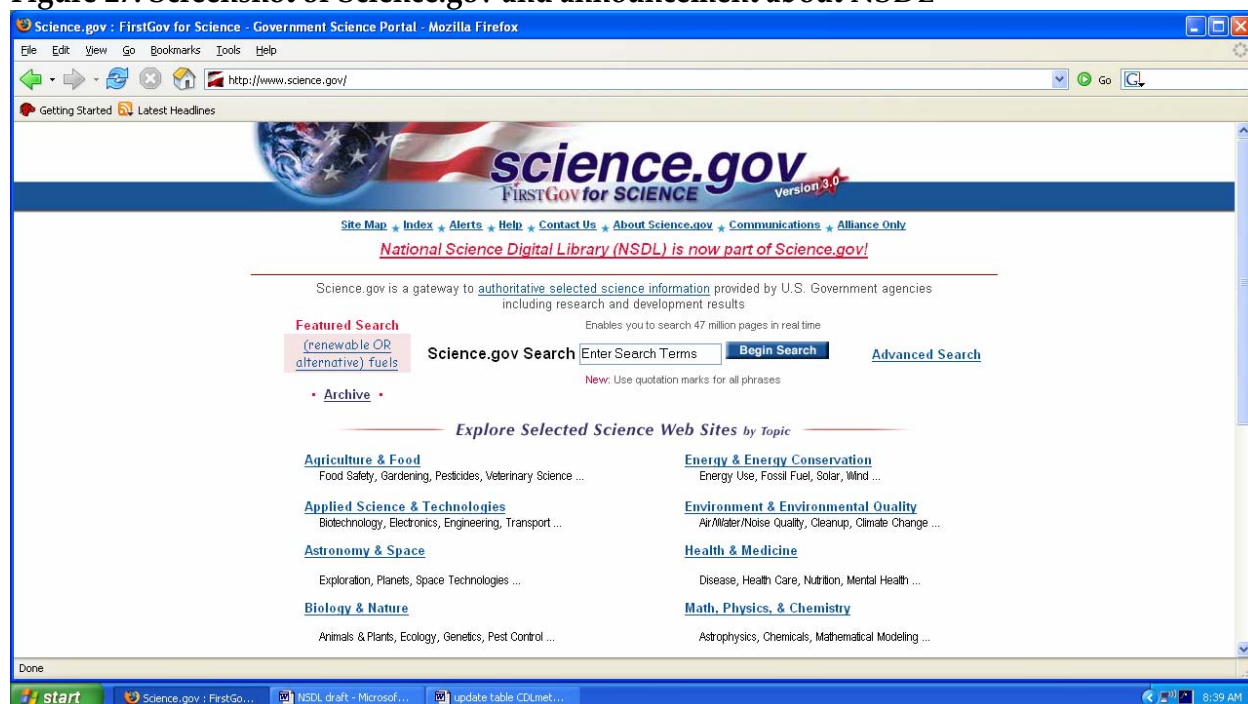 Figure 27. Screenshot of Science.gov and announcement about NSDL
Science.gov : FirstGov for Science - Government Science Portal - Mozilla Firefox
File Edit View Go Bookmarks Tools Help
http://www.science.gov/ Go
Getting Started Latest Headlines
science.gov
FIRSTGOV for SCIENCE Version 3.0
Site Map Index Alerts Help Contact Us About Science.gov Communications Alliance Only
National Science Digital Library (NSDL) is now part of Science.gov!
Science.gov is a gateway to authoritative selected science information provided by U.S. Government agencies
including research and development results
Featured Search
(renewable OR
alternative) fuels
• Archive •
Enables you to search 47 million pages in real time
Science.gov Search Enter Search Terms Begin Search Advanced Search
New: Use quotation marks for all phrases
Explore Selected Science Web Sites by Topic
Agriculture & Food
Food Safety, Gardening, Pesticides, Veterinary Science ...
Applied Science & Technologies
Biotechnology, Electronics, Engineering, Transport ...
Astronomy & Space
Exploration, Planets, Space Technologies ...
Biology & Nature
Animals & Plants, Ecology, Genetics, Pest Control ...
Energy & Energy Conservation
Energy Use, Fossil Fuel, Solar, Wind ...
Environment & Environmental Quality
Air/Water/Noise Quality, Cleanup, Climate Change ...
Health & Medicine
Disease, Health Care, Nutrition, Mental Health ...
Math, Physics, & Chemistry
Astrophysics, Chemicals, Mathematical Modeling ...
Done
start Science.gov : FirstGo... NSDL draft - Microsof... update table CDLmet... 8:39 AM